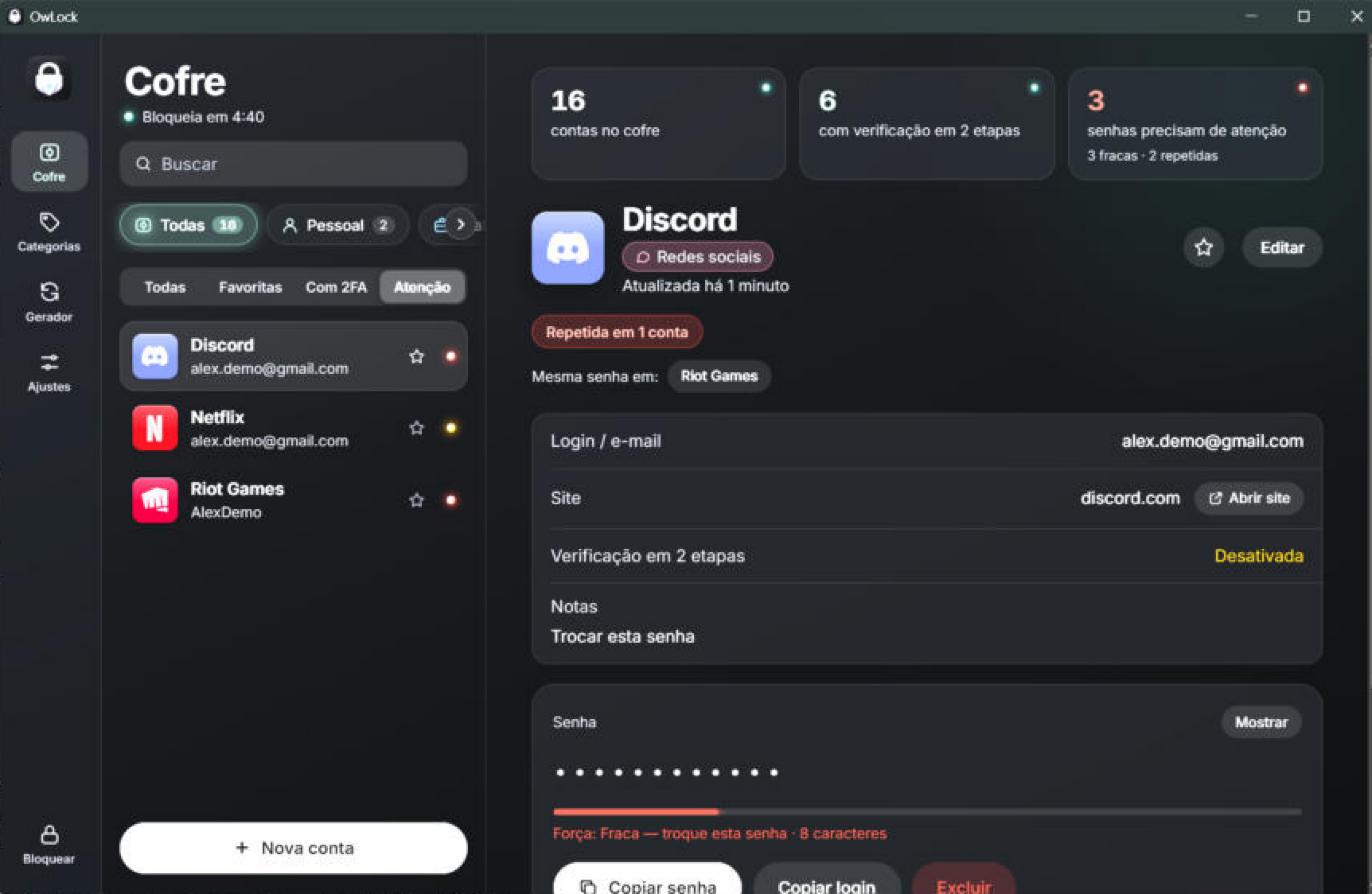 OwLock
Cofre
Categorias
Gerador
Ajustes
Bloquear
Cofre
Bloqueia em 4:40
Buscar
Todas 16
Pessoal 2
Todas Favoritas Com 2FA Atenção
Discord
alex.demo@gmail.com
Netflix
alex.demo@gmail.com
Riot Games
AlexDemo
+ Nova conta
16
contas no cofre
6
com verificação em 2 etapas
3
senhas precisam de atenção
3 fracas · 2 repetidas
Discord
Redes sociais
Atualizada há 1 minuto
Editar
Repetida em 1 conta
Mesma senha em: Riot Games
Login / e-mail alex.demo@gmail.com
Site discord.com Abrir site
Verificação em 2 etapas Desativada
Notas
Trocar esta senha
Senha Mostrar
••••••••••••
Força: Fraca — troque esta senha · 8 caracteres
Copiar senha Copiar login Excluir